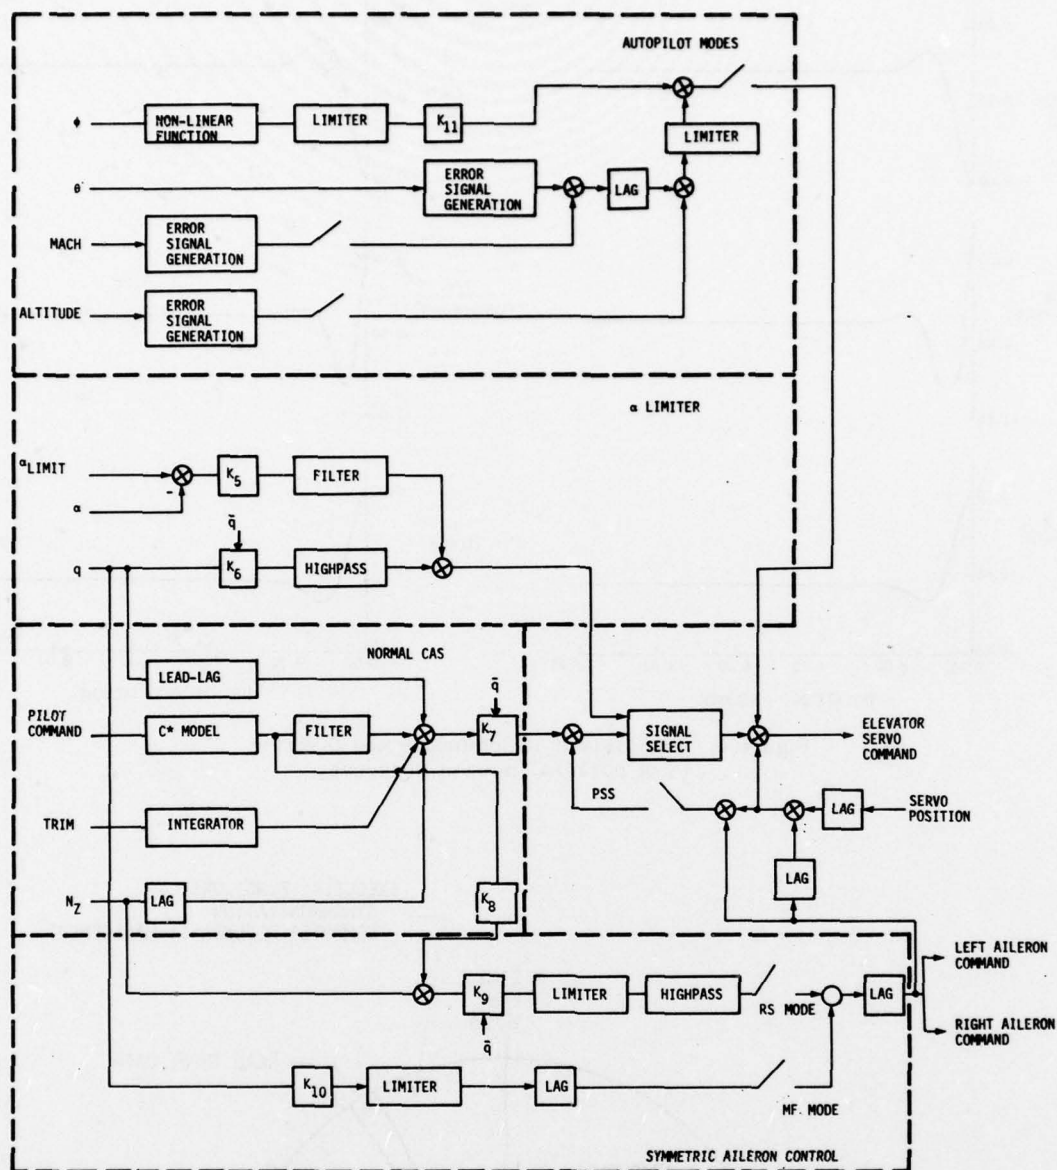 AUTOPILOT MODES
φ
NON-LINEAR
FUNCTION
LIMITER
K11
LIMITER
θ
ERROR
SIGNAL
GENERATION
LAG
MACH
ERROR
SIGNAL
GENERATION
ALTITUDE
ERROR
SIGNAL
GENERATION
α LIMITER
αLIMIT
-
K5
FILTER
α
q̄
q
K6
HIGHPASS
NORMAL CAS
LEAD-LAG
q̄
PILOT
COMMAND
C* MODEL
FILTER
K7
SIGNAL
SELECT
ELEVATOR
SERVO
COMMAND
PSS
TRIM
INTEGRATOR
LAG
SERVO
POSITION
LAG
NZ
LAG
K8
LEFT AILERON
COMMAND
K9
LIMITER
HIGHPASS
RS MODE
LAG
q̄
RIGHT AILERON
COMMAND
K10
LIMITER
LAG
MF. MODE
SYMMETRIC AILERON CONTROL